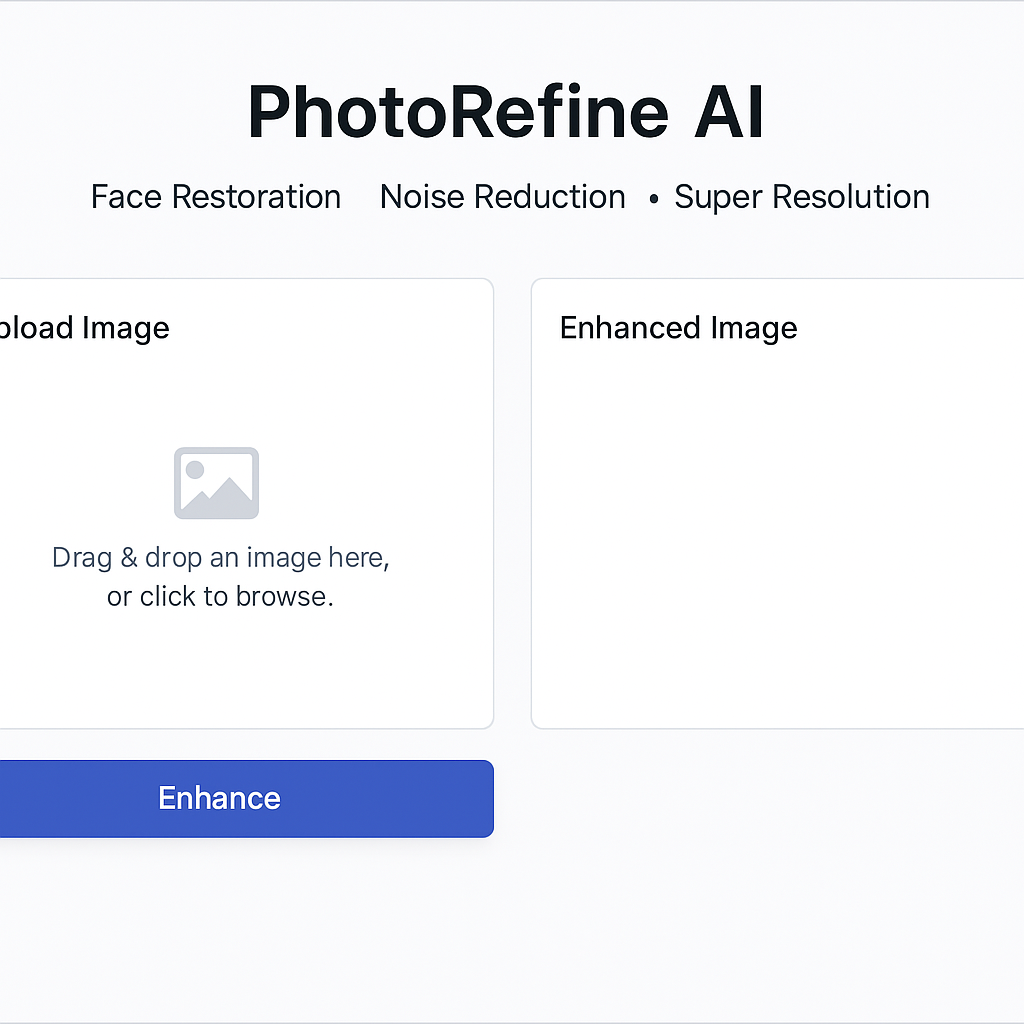 PhotoRefine AI
Face Restoration Noise Reduction • Super Resolution
pload Image
Drag & drop an image here,
or click to browse.
Enhance
Enhanced Image